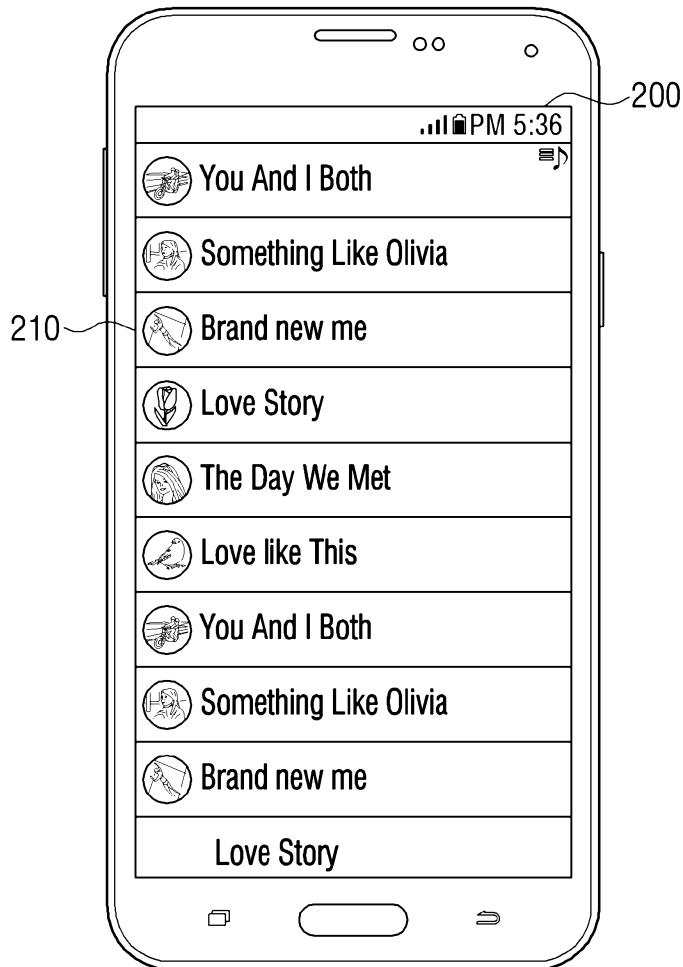 200
PM 5:36
You And I Both
Something Like Olivia
210
Brand new me
Love Story
The Day We Met
Love like This
You And I Both
Something Like Olivia
Brand new me
Love Story